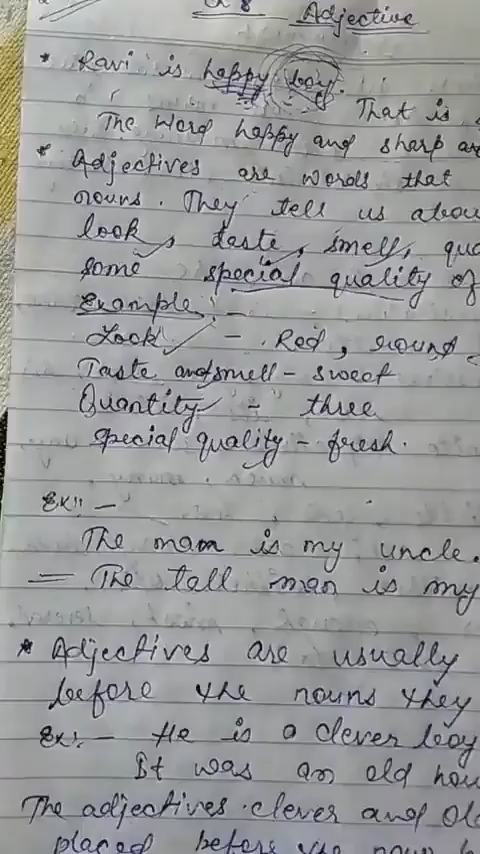 Ch 8 Adjective
* Ravi is happy boy. That is
The word happy and sharp are
* Adjectives are words that
nouns. They tell us about
look, taste, smell, qua
some special quality of
Example :-
Look - Red, round
Taste and smell - sweet
Quantity - three
special quality - fresh.
Ex:: -
The man is my uncle.
= The tall man is my
* Adjectives are usually
before the nouns they
Ex:- He is a clever boy
It was an old hou
The adjectives clever and old
placed before the noun